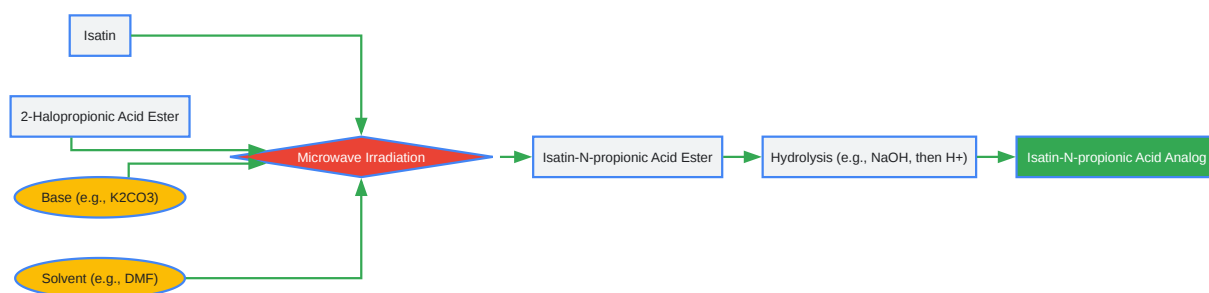 Isatin
2-Halopropionic Acid Ester
Base (e.g., K2CO3)
Solvent (e.g., DMF)
Microwave Irradiation
Isatin-N-propionic Acid Ester
Hydrolysis (e.g., NaOH, then H+)
Isatin-N-propionic Acid Analog